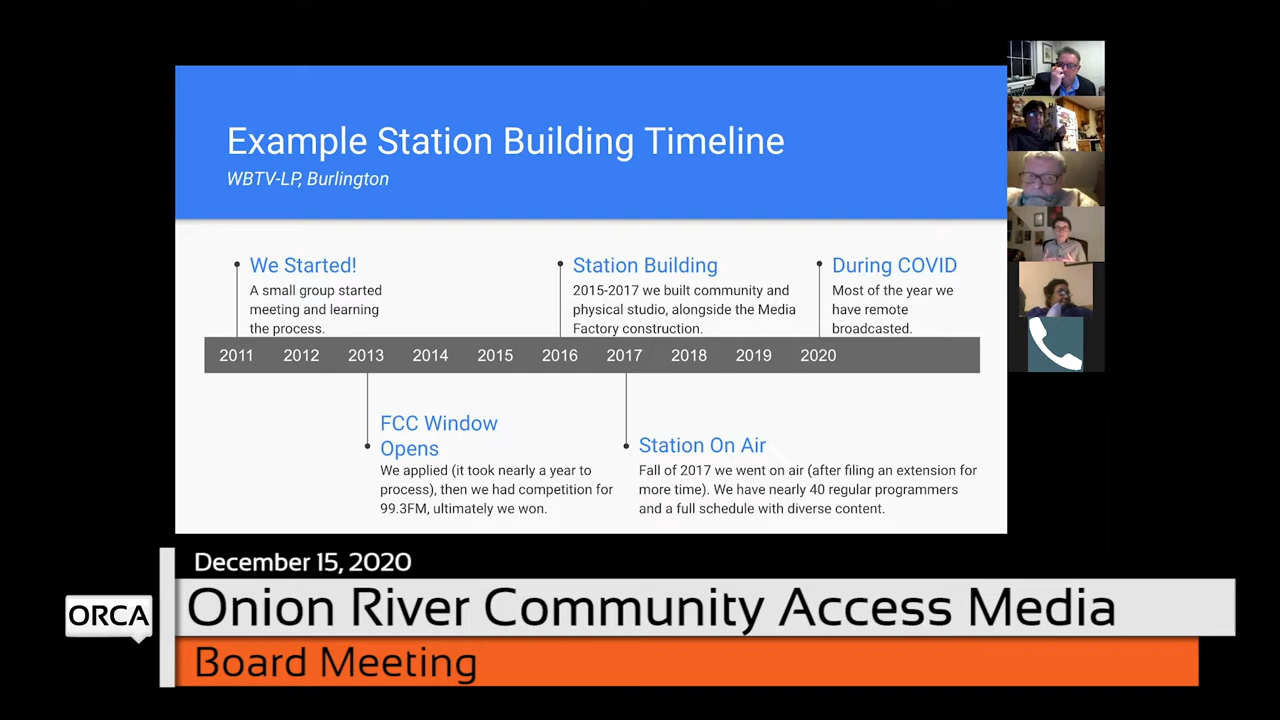 Example Station Building Timeline
WBTV-LP, Burlington
We Started!
A small group started
meeting and learning
the process.
Station Building
2015-2017 we built community and
physical studio, alongside the Media
Factory construction.
During COVID
Most of the year we
have remote
broadcasted.
2011 2012 2013 2014 2015 2016 2017 2018 2019 2020
FCC Window
Opens
We applied (it took nearly a year to
process), then we had competition for
99.3FM, ultimately we won.
Station On Air
Fall of 2017 we went on air (after filing an extension for
more time). We have nearly 40 regular programmers
and a full schedule with diverse content.
December 15, 2020
ORCA
Onion River Community Access Media
Board Meeting